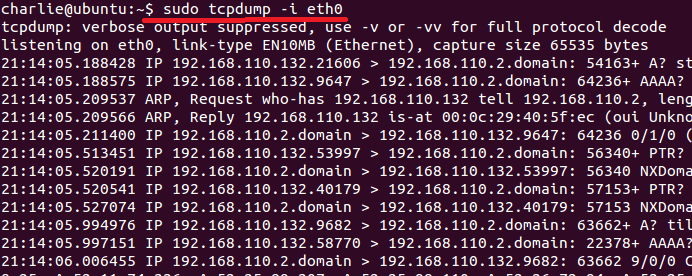 charlie@ubuntu:~$ sudo tcpdump -i eth0
tcpdump: verbose output suppressed, use -v or -vv for full protocol decode
listening on eth0, link-type EN10MB (Ethernet), capture size 65535 bytes
21:14:05.188428 IP 192.168.110.132.21606 > 192.168.110.2.domain: 54163+ A? st
21:14:05.188575 IP 192.168.110.132.9647 > 192.168.110.2.domain: 64236+ AAAA?
21:14:05.209537 ARP, Request who-has 192.168.110.132 tell 192.168.110.2, leng
21:14:05.209566 ARP, Reply 192.168.110.132 is-at 00:0c:29:40:5f:ec (oui Unkno
21:14:05.211400 IP 192.168.110.2.domain > 192.168.110.132.9647: 64236 0/1/0 (
21:14:05.513451 IP 192.168.110.132.53997 > 192.168.110.2.domain: 56340+ PTR?
21:14:05.520191 IP 192.168.110.2.domain > 192.168.110.132.53997: 56340 NXDoma
21:14:05.520541 IP 192.168.110.132.40179 > 192.168.110.2.domain: 57153+ PTR?
21:14:05.527074 IP 192.168.110.2.domain > 192.168.110.132.40179: 57153 NXDoma
21:14:05.994976 IP 192.168.110.132.9682 > 192.168.110.2.domain: 63662+ A? til
21:14:05.997151 IP 192.168.110.132.58770 > 192.168.110.2.domain: 22378+ AAAA?
21:14:06.006455 IP 192.168.110.2.domain > 192.168.110.132.9682: 63662 9/0/0 C